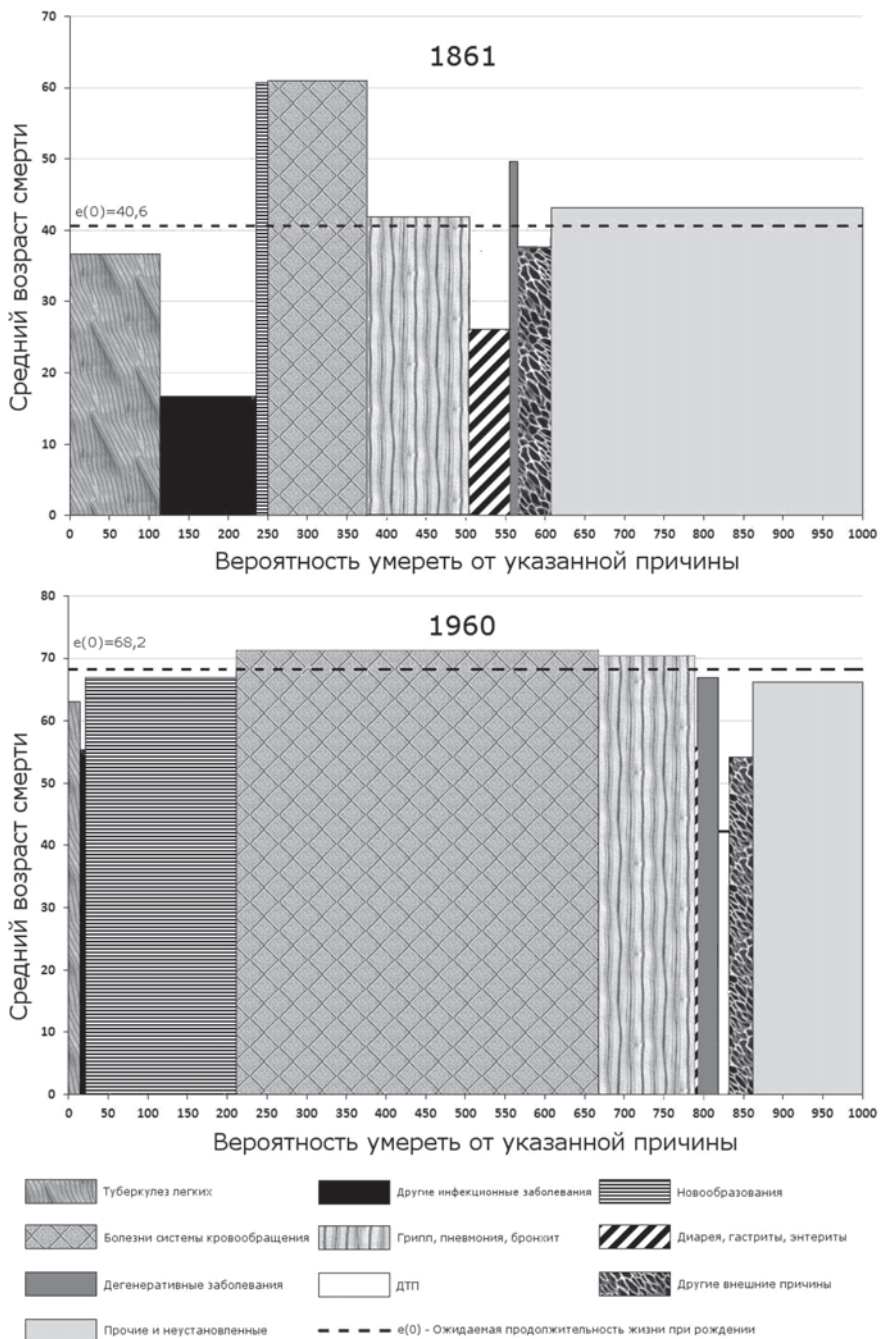 70
1861
60
50
e(0)=40,6
40
30
20
10
0
Средний возраст смерти
0 50 100 150 200 250 300 350 400 450 500 550 600 650 700 750 800 850 900 950 1000
Вероятность умереть от указанной причины
80
1960
e(0)=68,2
70
60
50
40
30
20
10
0
Средний возраст смерти
0 50 100 150 200 250 300 350 400 450 500 550 600 650 700 750 800 850 900 950 1000
Вероятность умереть от указанной причины
Туберкулез легких Другие инфекционные заболевания Новообразования
Болезни системы кровообращения Грипп, пневмония, бронхит Диарея, гастриты, энтериты
Дегенеративные заболевания ДТП Другие внешние причины
Прочие и неустановленные e(0) - Ожидаемая продолжительность жизни при рождении